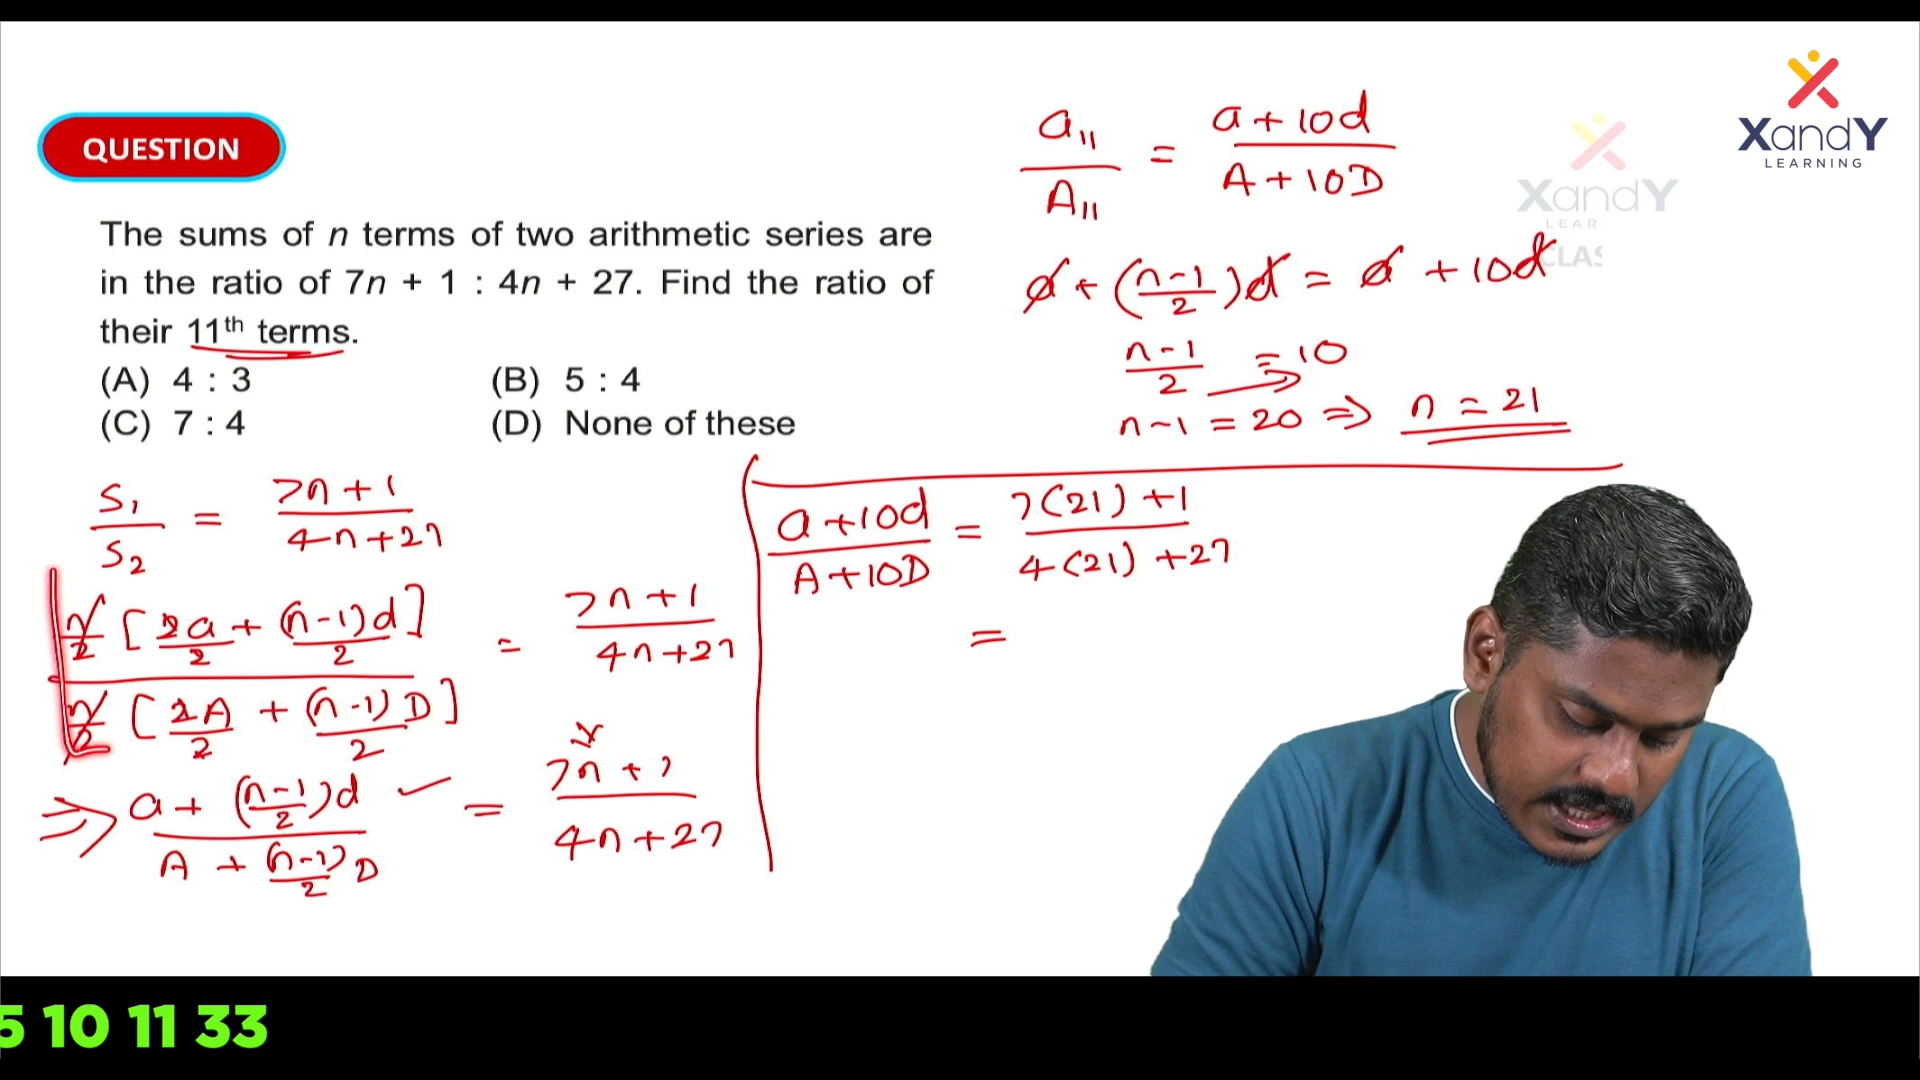 XandY
LEARNING
XandY
LEAR
CLAS
QUESTION
The sums of n terms of two arithmetic series are
in the ratio of 7n + 1 : 4n + 27. Find the ratio of
their 11th terms.
(A) 4 : 3
(B) 5 : 4
(C) 7 : 4
(D) None of these
a11/A11 = a+10d/A+10D
a + (n-1/2)d = a + 10d
n-1/2 = 10
n-1 = 20 => n = 21
S1/S2 = 7n+1/4n+27
n/2 [2a/2 + (n-1)d/2] / n/2 [2A/2 + (n-1)D/2] = 7n+1/4n+27
=> a + (n-1/2)d / A + (n-1)/2 D = 7n+1/4n+27
a+10d/A+10D = 7(21)+1/4(21)+27
=
5 10 11 33